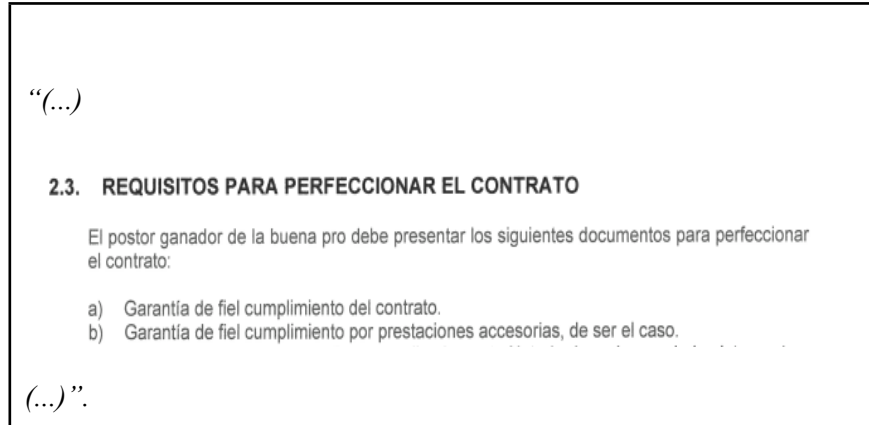 “(...)
2.3. REQUISITOS PARA PERFECCIONAR EL CONTRATO
El postor ganador de la buena pro debe presentar los siguientes documentos para perfeccionar
el contrato:
a) Garantía de fiel cumplimiento del contrato.
b) Garantía de fiel cumplimiento por prestaciones accesorias, de ser el caso.
(...)”.